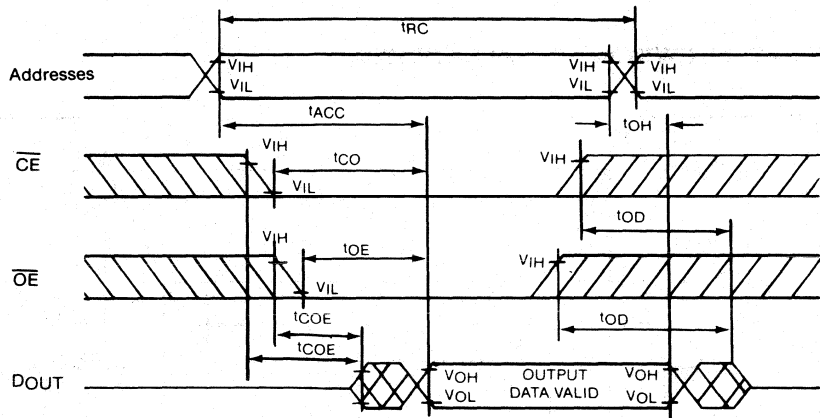 tRC
Addresses
VIH
VIL
VIH
VIL
VIH
VIL
tACC
tOH
CE
VIH
tCO
VIL
VIH
tOD
OE
VIH
tOE
VIL
VIH
tCOE
tOD
tCOE
DOUT
VOH
VOL
OUTPUT
DATA VALID
VOH
VOL